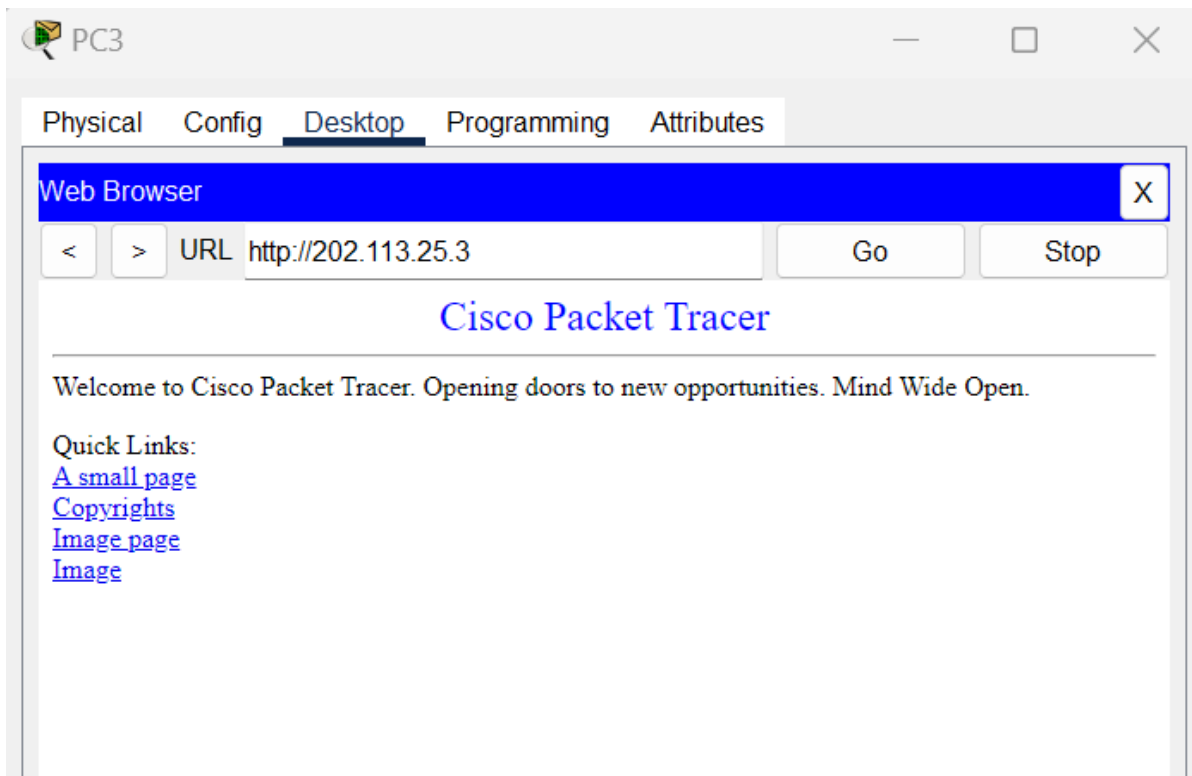 PC3
Physical Config Desktop Programming Attributes
Web Browser X
< > URL http://202.113.25.3 Go Stop
Cisco Packet Tracer
Welcome to Cisco Packet Tracer. Opening doors to new opportunities. Mind Wide Open.
Quick Links:
A small page
Copyrights
Image page
Image